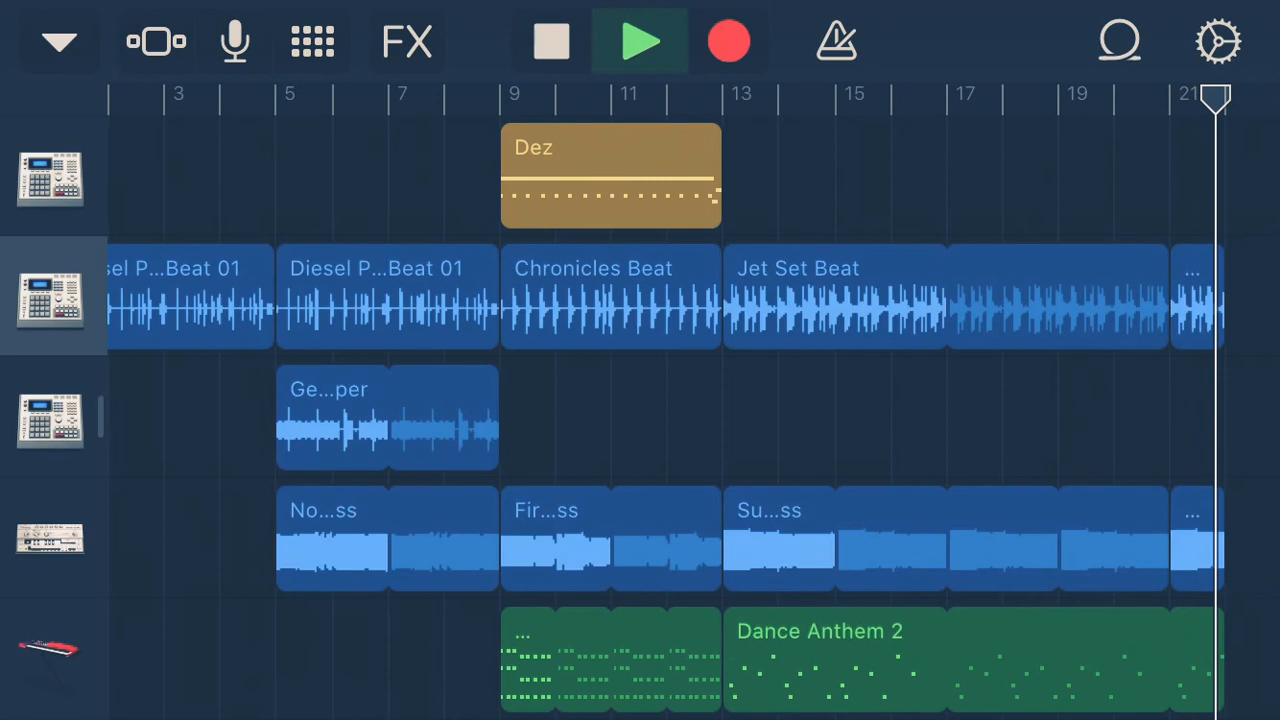 FX
3 5 7 9 11 13 15 17 19 21
Dez
sel P...Beat 01 Diesel P...Beat 01 Chronicles Beat Jet Set Beat ...
Ge...per
No...ss Fir...ss Su...ss ...
... Dance Anthem 2